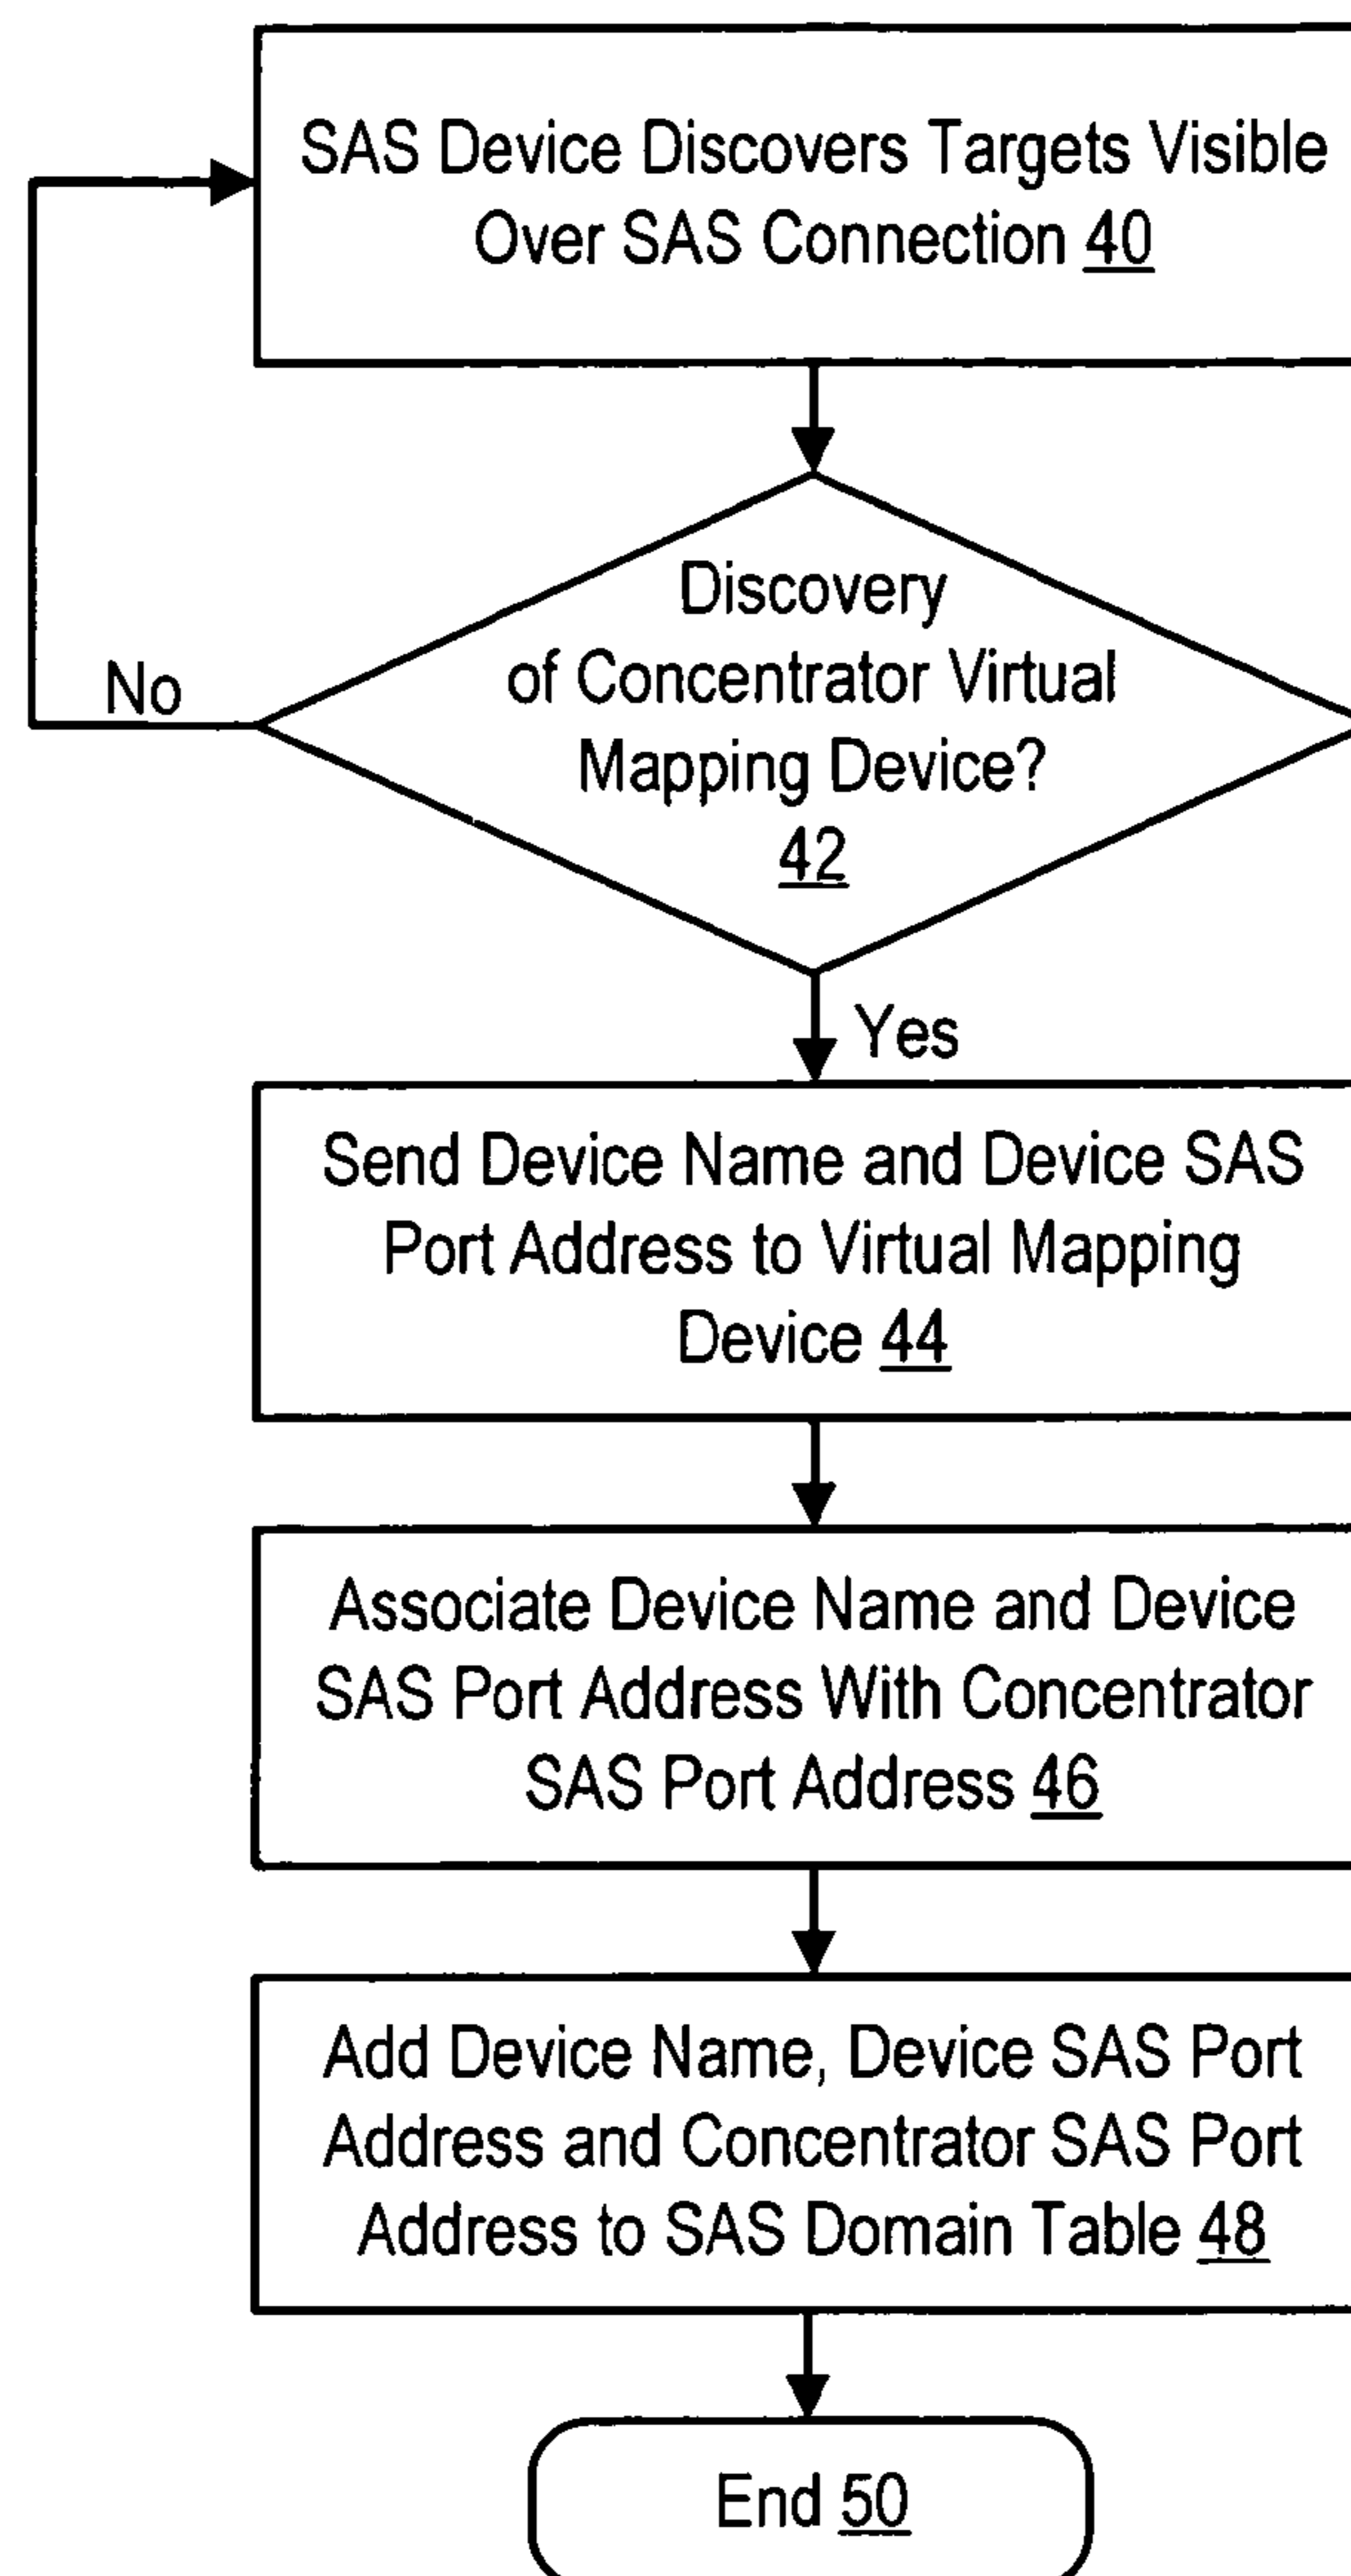 SAS Device Discovers Targets Visible
Over SAS Connection 40
Discovery
of Concentrator Virtual
Mapping Device?
42
No
Yes
Send Device Name and Device SAS
Port Address to Virtual Mapping
Device 44
Associate Device Name and Device
SAS Port Address With Concentrator
SAS Port Address 46
Add Device Name, Device SAS Port
Address and Concentrator SAS Port
Address to SAS Domain Table 48
End 50